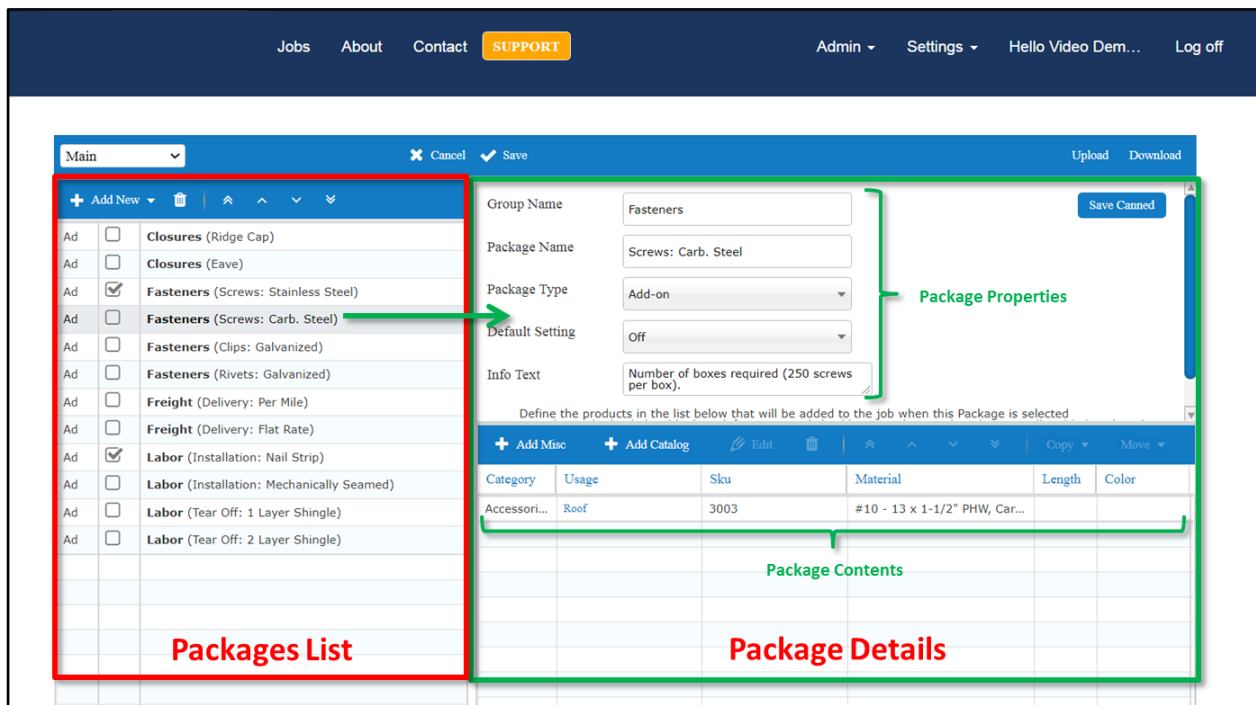 Jobs About Contact SUPPORT Admin Settings Hello Video Dem... Log off
Main Cancel Save Upload Download
Add New
Ad Closures (Ridge Cap)
Ad Closures (Eave)
Ad Fasteners (Screws: Stainless Steel)
Ad Fasteners (Screws: Carb. Steel)
Ad Fasteners (Clips: Galvanized)
Ad Fasteners (Rivets: Galvanized)
Ad Freight (Delivery: Per Mile)
Ad Freight (Delivery: Flat Rate)
Ad Labor (Installation: Nail Strip)
Ad Labor (Installation: Mechanically Seamed)
Ad Labor (Tear Off: 1 Layer Shingle)
Ad Labor (Tear Off: 2 Layer Shingle)
Packages List
Group Name Fasteners Save Canned
Package Name Screws: Carb. Steel
Package Type Add-on
Package Properties
Default Setting Off
Info Text Number of boxes required (250 screws
per box).
Define the products in the list below that will be added to the job when this Package is selected
Add Misc Add Catalog Edit Copy Move
Category Usage Sku Material Length Color
Accessori... Roof 3003 #10 - 13 x 1-1/2" PHW, Car...
Package Contents
Package Details